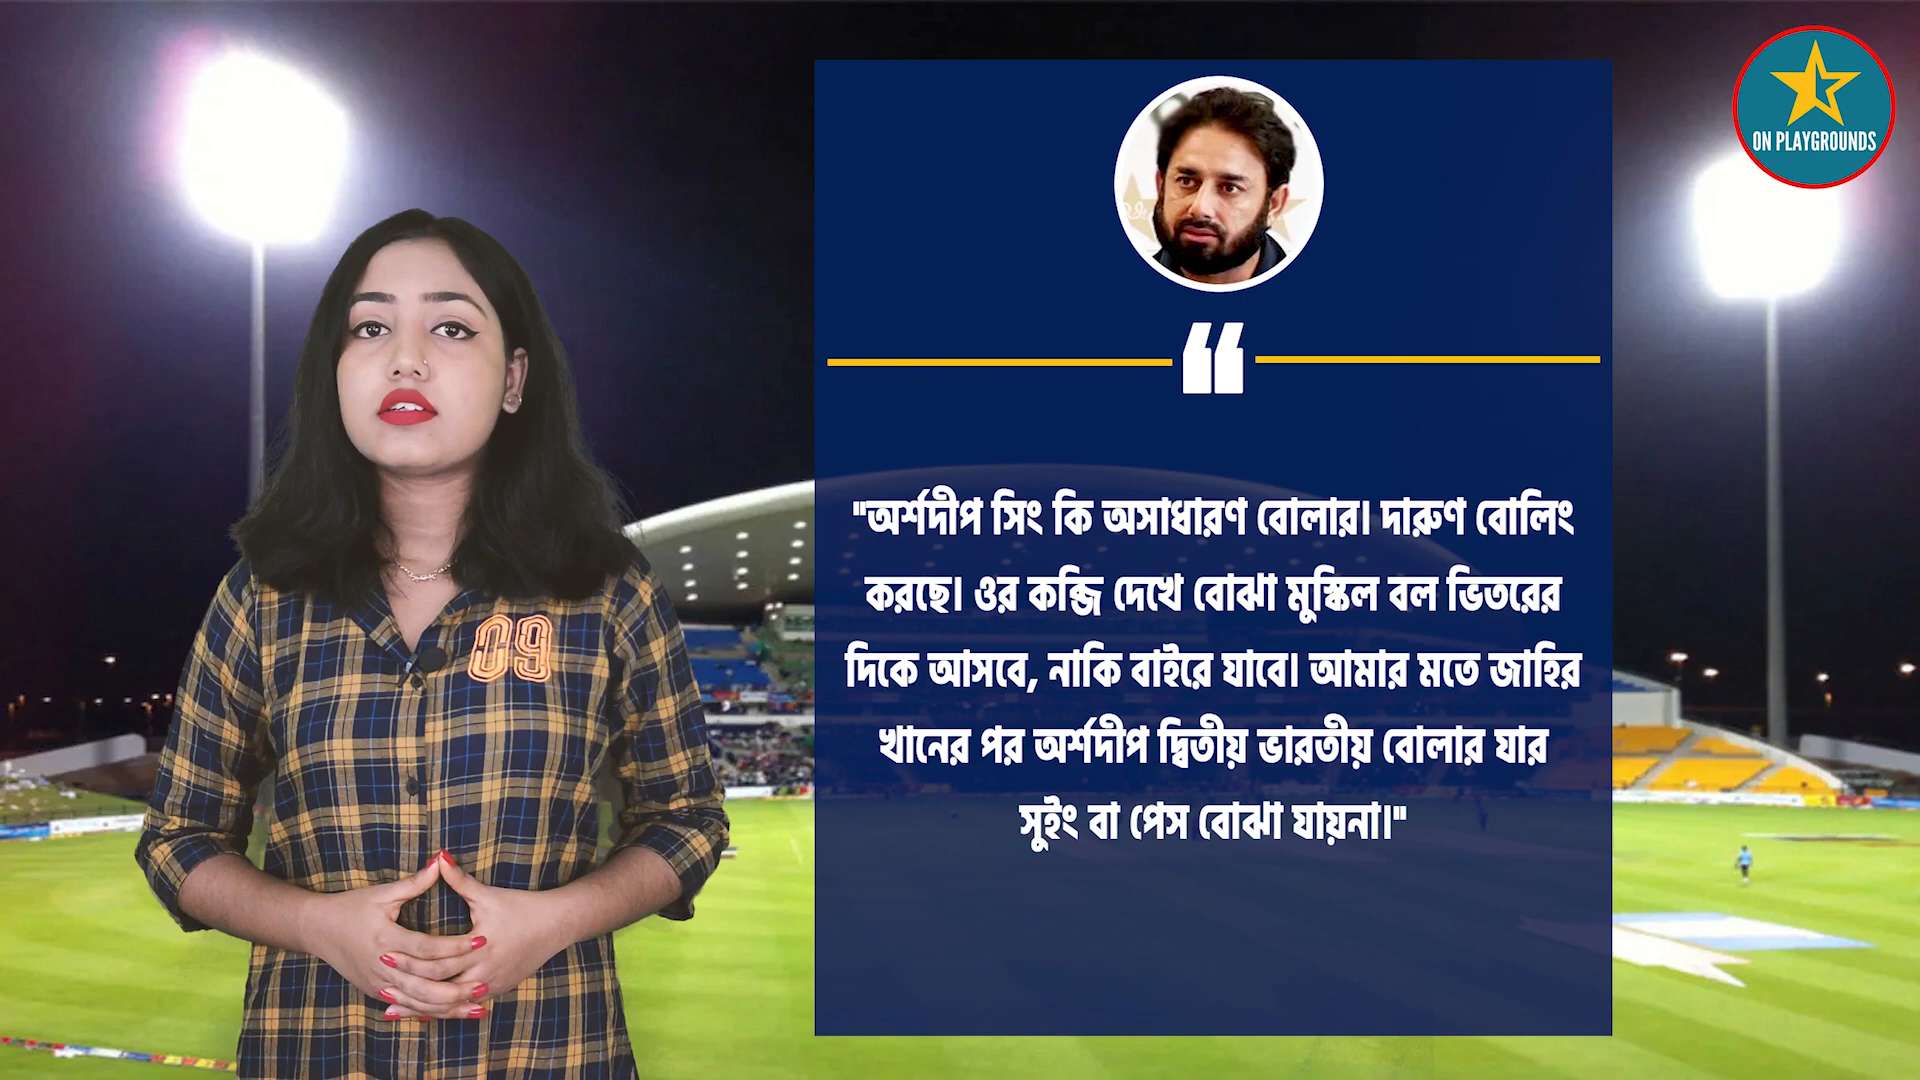 ON PLAYGROUNDS
"অর্শদীপ সিং কি অসাধারণ বোলার। দারুণ বোলিং
করছে। ওর কব্জি দেখে বোঝা মুস্কিল বল ভিতরের
দিকে আসবে, নাকি বাইরে যাবে। আমার মতে জাহির
খানের পর অর্শদীপ দ্বিতীয় ভারতীয় বোলার যার
সুইং বা পেস বোঝা যায়না।"
09